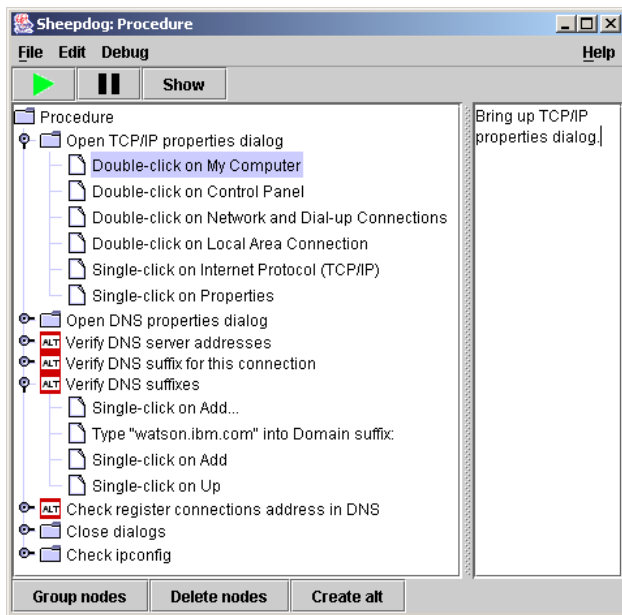 Sheepdog: Procedure
File Edit Debug Help
Show
Procedure
Open TCP/IP properties dialog
Double-click on My Computer
Double-click on Control Panel
Double-click on Network and Dial-up Connections
Double-click on Local Area Connection
Single-click on Internet Protocol (TCP/IP)
Single-click on Properties
Open DNS properties dialog
ALT Verify DNS server addresses
ALT Verify DNS suffix for this connection
ALT Verify DNS suffixes
Single-click on Add...
Type "watson.ibm.com" into Domain suffix:
Single-click on Add
Single-click on Up
ALT Check register connections address in DNS
Close dialogs
Check ipconfig
Bring up TCP/IP
properties dialog.
Group nodes Delete nodes Create alt